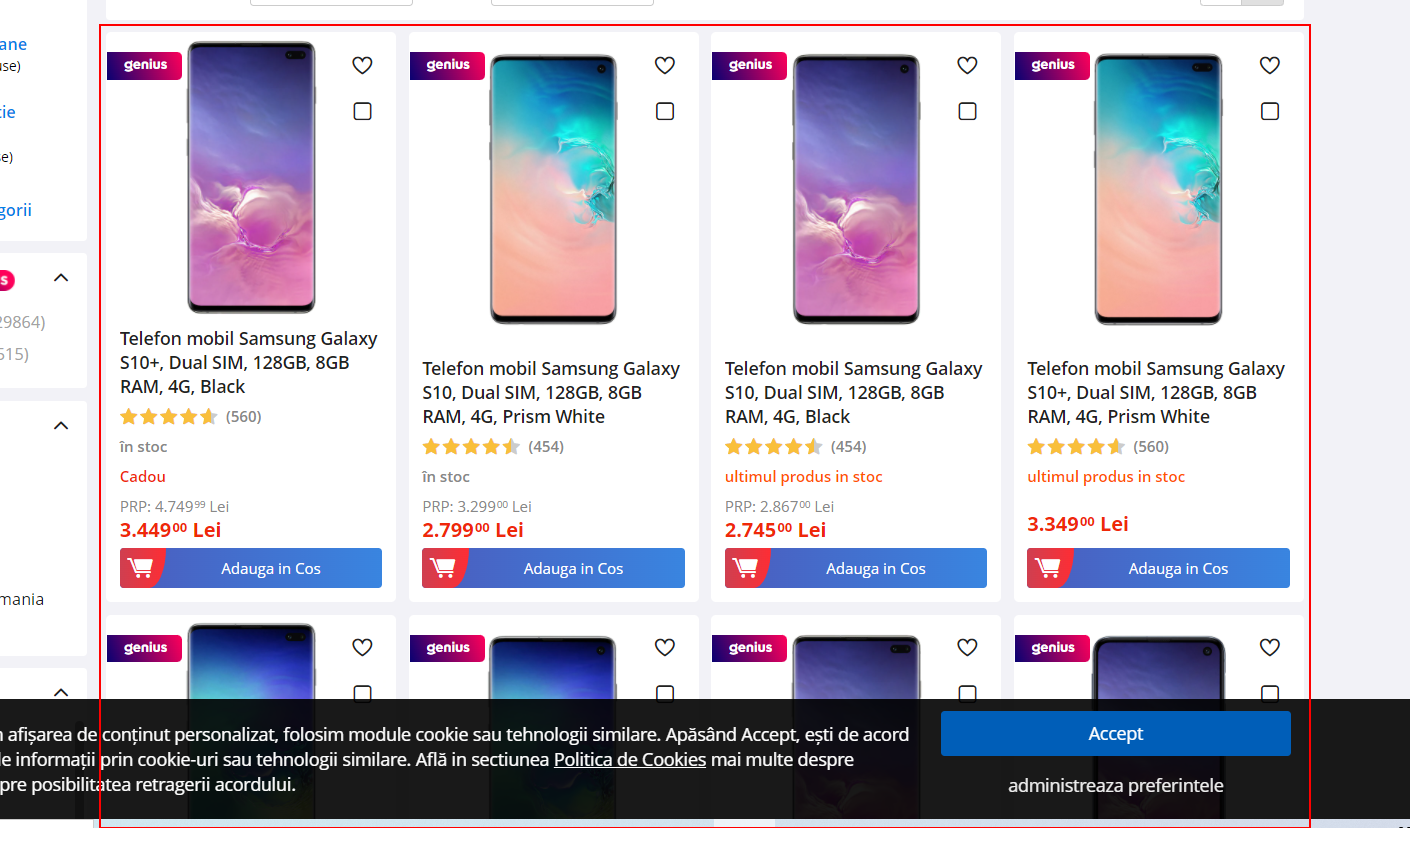 ane
use)
tie
se)
gorii
s
29864)
515)
mania
genius
Telefon mobil Samsung Galaxy
S10+, Dual SIM, 128GB, 8GB
RAM, 4G, Black
(560)
în stoc
Cadou
PRP: 4.749⁹⁹ Lei
3.449⁰⁰ Lei
Adauga in Cos
genius
Telefon mobil Samsung Galaxy
S10, Dual SIM, 128GB, 8GB
RAM, 4G, Prism White
(454)
în stoc
PRP: 3.299⁰⁰ Lei
2.799⁰⁰ Lei
Adauga in Cos
genius
Telefon mobil Samsung Galaxy
S10, Dual SIM, 128GB, 8GB
RAM, 4G, Black
(454)
ultimul produs in stoc
PRP: 2.867⁰⁰ Lei
2.745⁰⁰ Lei
Adauga in Cos
genius
Telefon mobil Samsung Galaxy
S10+, Dual SIM, 128GB, 8GB
RAM, 4G, Prism White
(560)
ultimul produs in stoc
3.349⁰⁰ Lei
Adauga in Cos
genius
genius
genius
genius
n afișarea de conținut personalizat, folosim module cookie sau tehnologii similare. Apăsând Accept, ești de acord
le informații prin cookie-uri sau tehnologii similare. Află in sectiunea Politica de Cookies mai multe despre
pre posibilitatea retragerii acordului.
Accept
administreaza preferintele